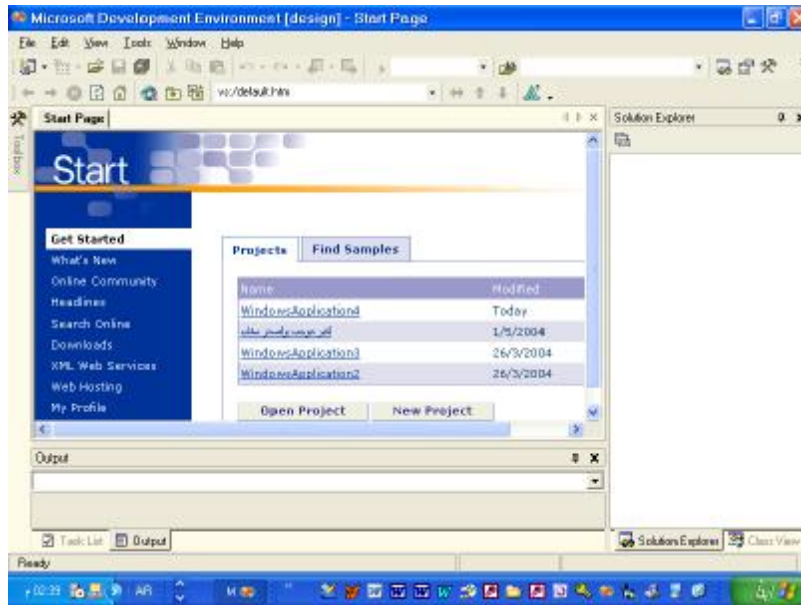 Microsoft Development Environment [design] - Start Page
File Edit View Tools Window Help
vs:/default.htm
Start Page
Solution Explorer
Toolbox
Start
Get Started
What's New
Online Community
Headlines
Search Online
Downloads
XML Web Services
Web Hosting
My Profile
Projects
Find Samples
Name Modified
WindowsApplication4 Today
1/5/2004
WindowsApplication3 26/3/2004
WindowsApplication2 26/3/2004
Open Project
New Project
Output
Task List
Output
Solution Explorer
Class View
Ready
02:39
AR
ابدأ